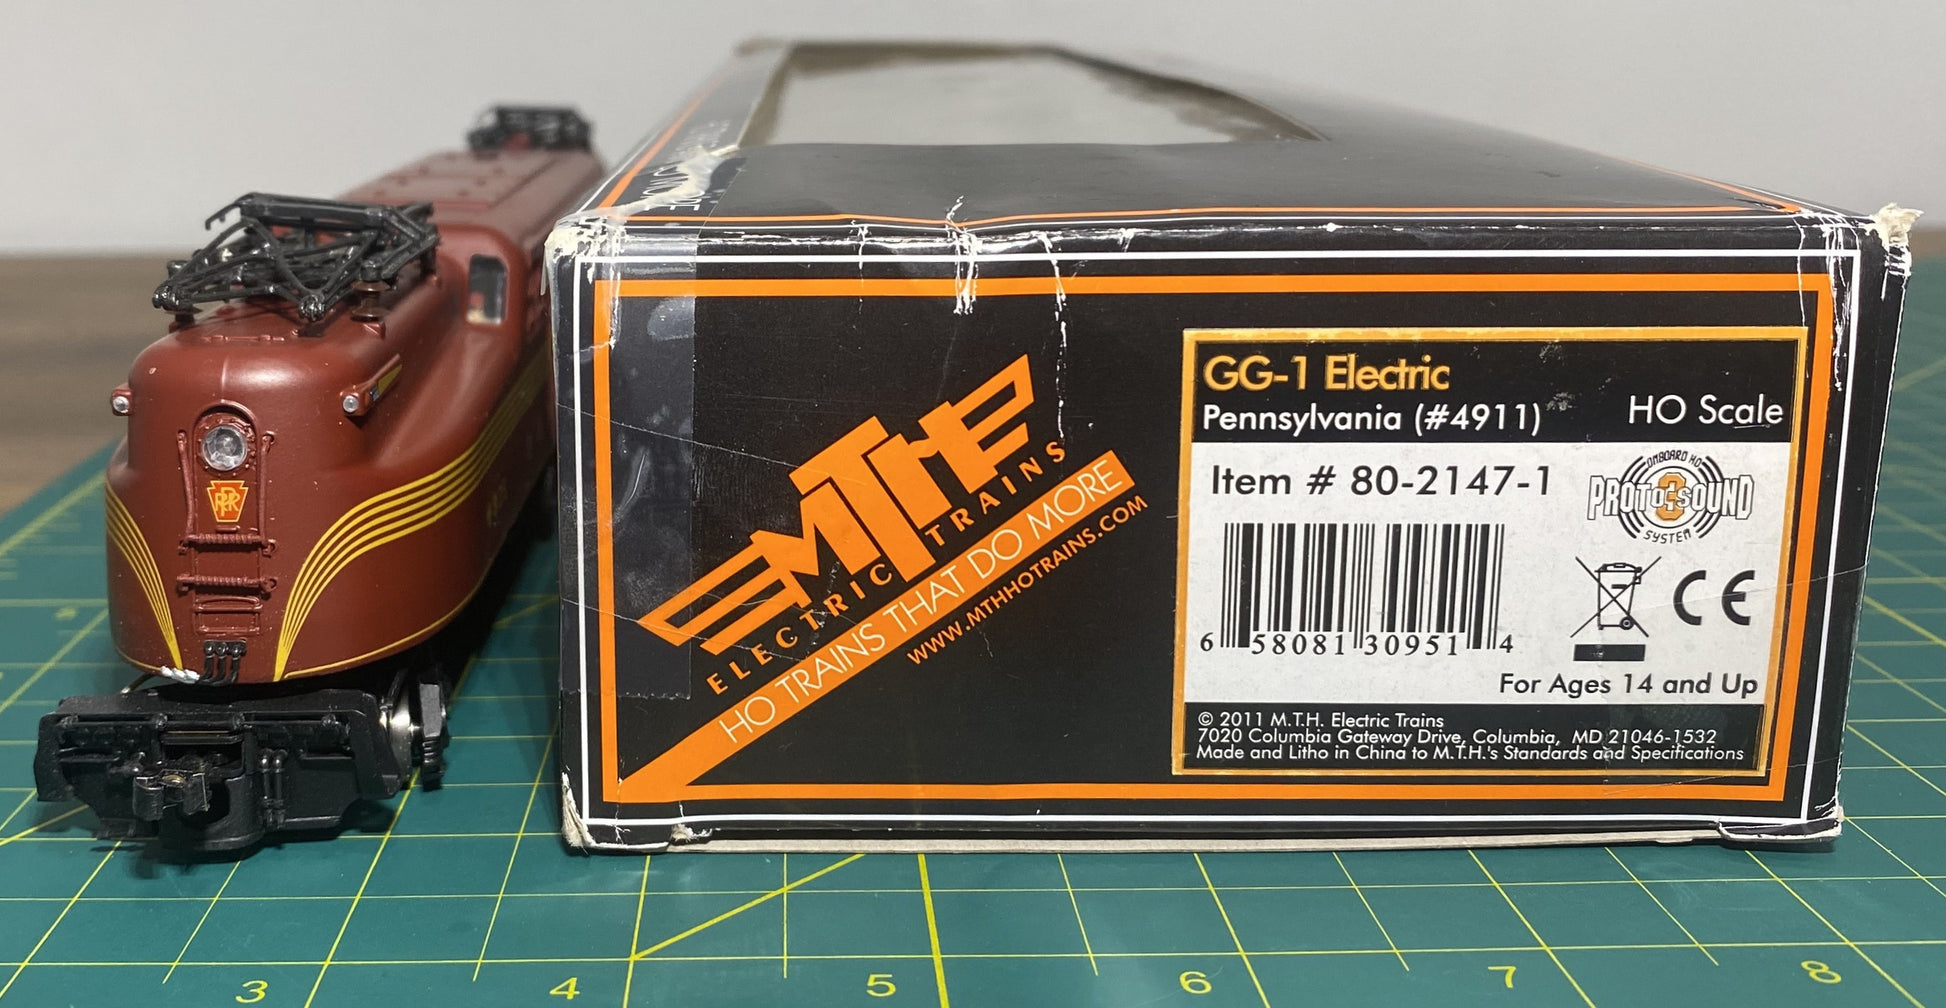 PRR
MTH
ELECTRIC TRAINS
HO TRAINS THAT DO MORE
WWW.MTHHOTRAINS.COM
GG-1 Electric
Pennsylvania (#4911)
HO Scale
Item # 80-2147-1
ONBOARD HO
PROTO SOUND
3
SYSTEM
6 58081 30951 4
CE
For Ages 14 and Up
© 2011 M.T.H. Electric Trains
7020 Columbia Gateway Drive, Columbia, MD 21046-1532
Made and Litho in China to M.T.H.'s Standards and Specifications
3 4 5 6 7 8